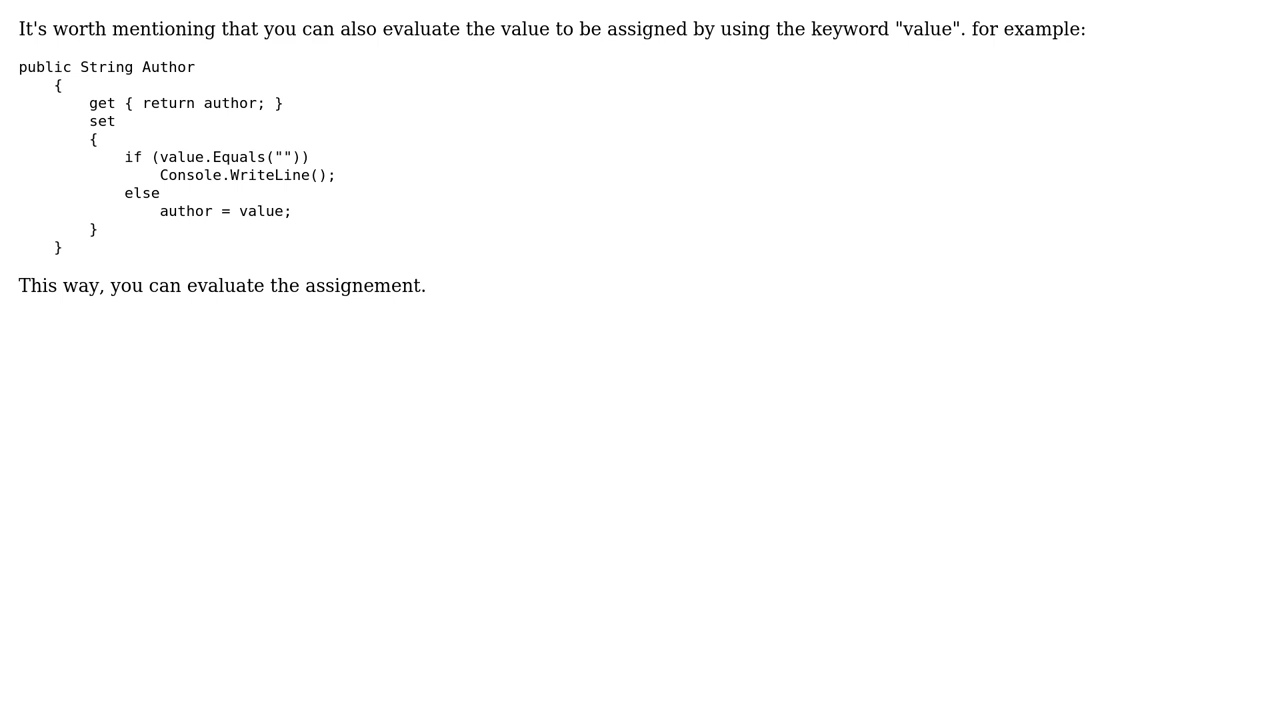 It's worth mentioning that you can also evaluate the value to be assigned by using the keyword "value". for example:
public String Author
    {
        get { return author; }
        set
        {
            if (value.Equals(""))
                Console.WriteLine();
            else
                author = value;
        }
    }
This way, you can evaluate the assignement.